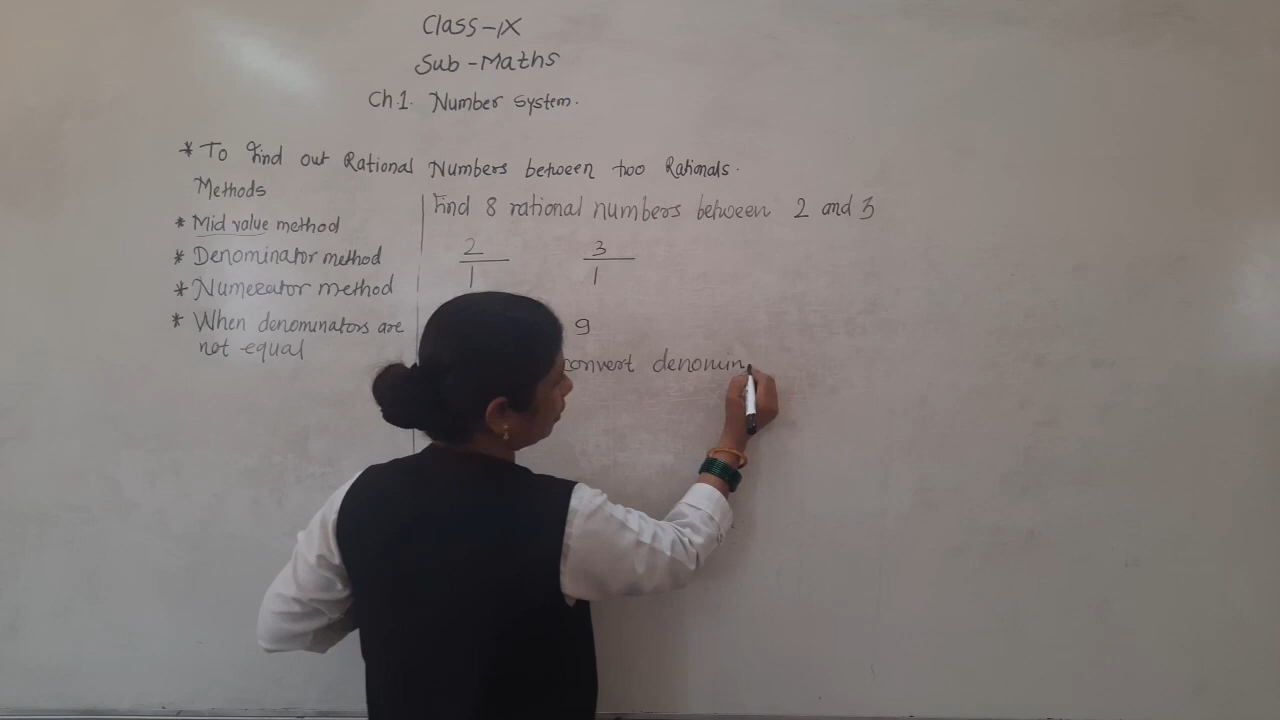 Class-IX
Sub-Maths
Ch.1. Number system.
* To find out Rational Numbers between two Rationals.
Methods
* Mid value method
* Denominator method
* Numerator method
* When denominators are
not equal
Find 8 rational numbers between 2 and 3
2 3
1 1
9
convert denomin